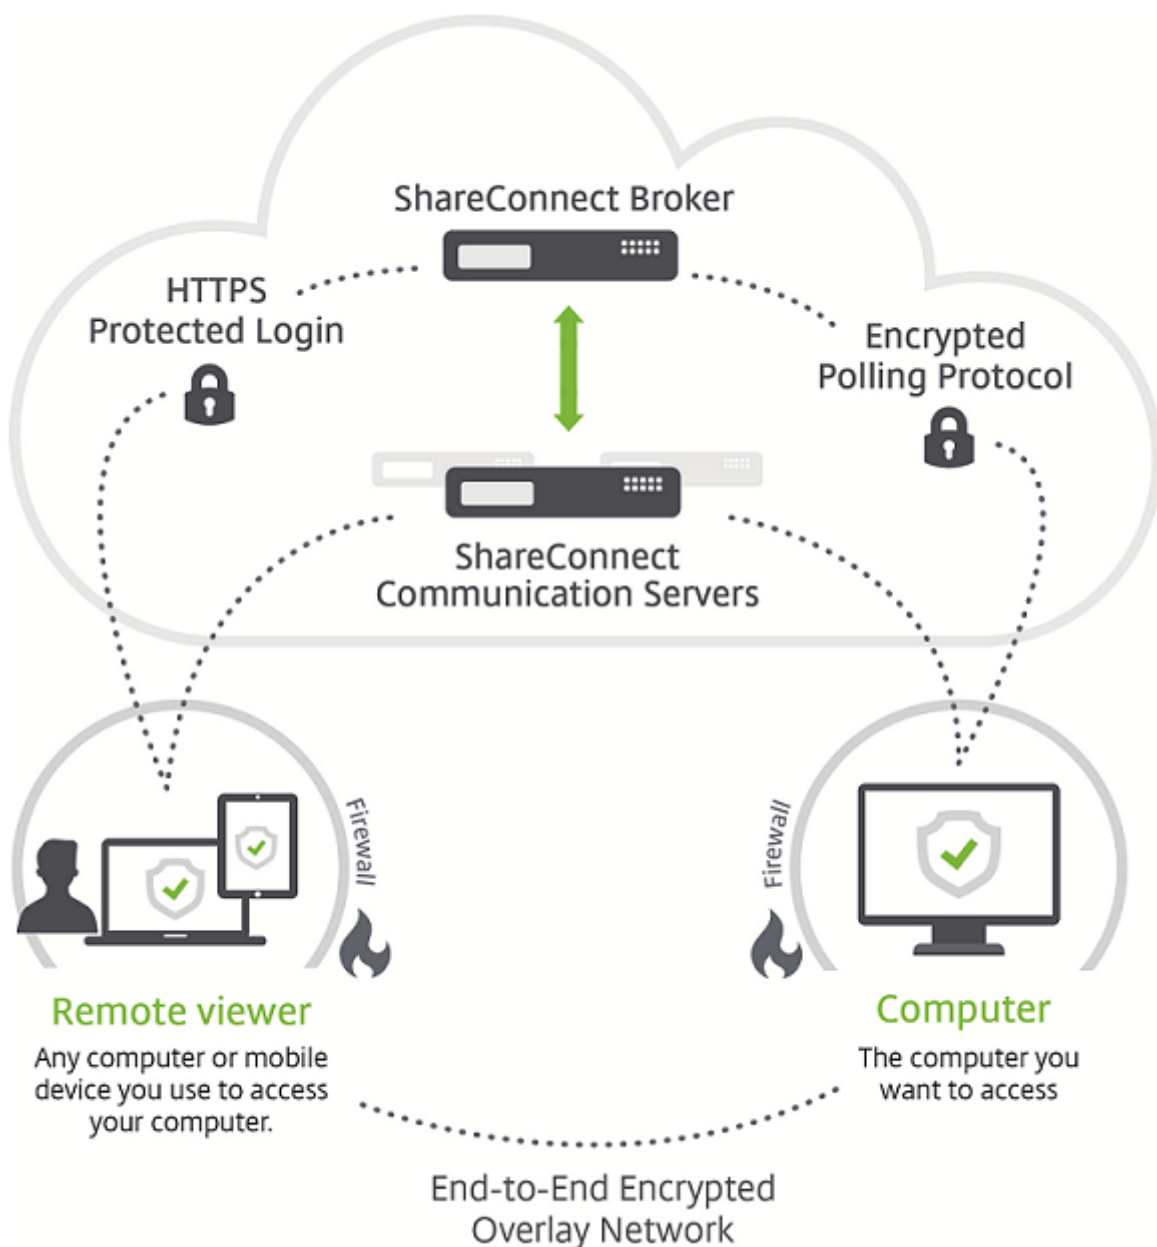 ShareConnect Broker
HTTPS
Protected Login
Encrypted
Polling Protocol
ShareConnect
Communication Servers
Firewall
Firewall
Remote viewer
Any computer or mobile
device you use to access
your computer.
Computer
The computer you
want to access
End-to-End Encrypted
Overlay Network